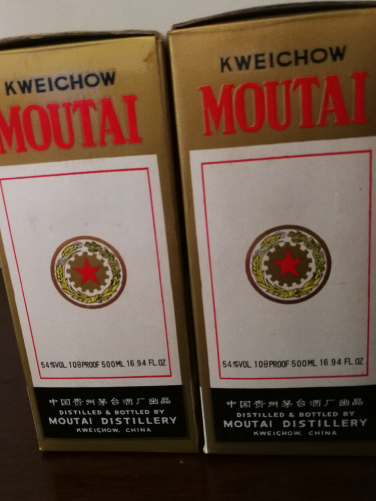 KWEICHOW
MOUTAI
54%VOL 108PROOF 500ML 16.94 FL.OZ.
中国贵州茅台酒厂出品
DISTILLED & BOTTLED BY
MOUTAI DISTILLERY
KWEICHOW, CHINA
KWEICHOW
MOUTAI
54%VOL 108PROOF 500ML 16.94 FL.OZ.
中国贵州茅台酒厂出品
DISTILLED & BOTTLED BY
MOUTAI DISTILLERY
KWEICHOW, CHINA